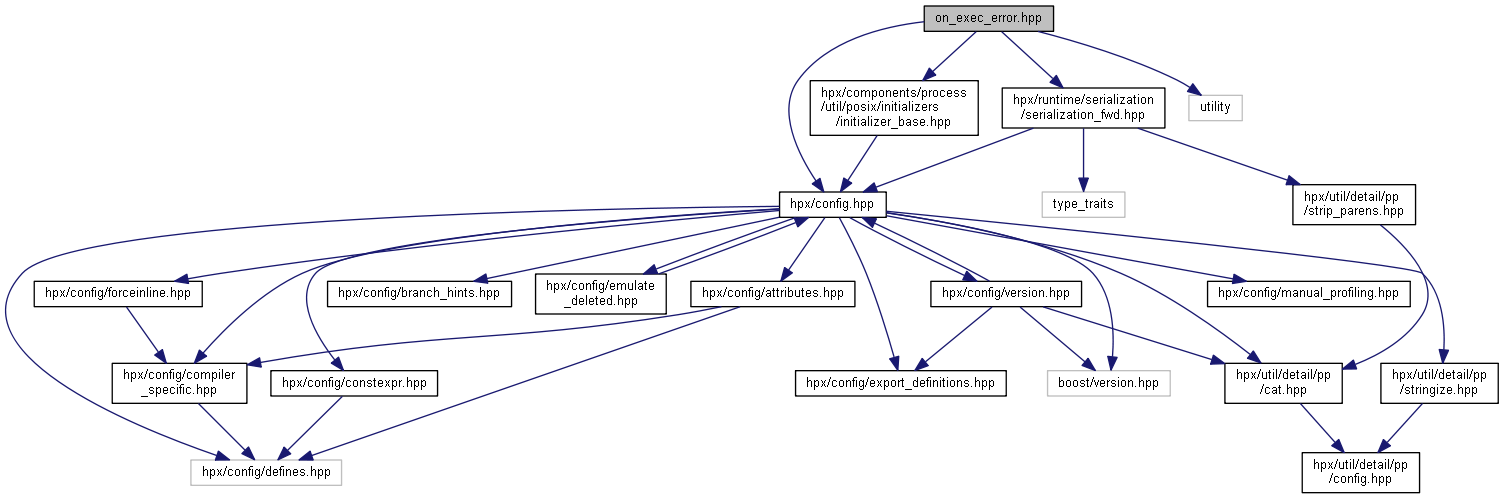 on_exec_error.hpp
hpx/components/process
/util/posix/initializers
/initializer_base.hpp
hpx/runtime/serialization
/serialization_fwd.hpp
utility
hpx/config.hpp
type_traits
hpx/util/detail/pp
/strip_parens.hpp
hpx/config/forceinline.hpp
hpx/config/branch_hints.hpp
hpx/config/emulate
_deleted.hpp
hpx/config/attributes.hpp
hpx/config/version.hpp
hpx/config/manual_profiling.hpp
hpx/config/compiler
_specific.hpp
hpx/config/constexpr.hpp
hpx/config/export_definitions.hpp
boost/version.hpp
hpx/util/detail/pp
/cat.hpp
hpx/util/detail/pp
/stringize.hpp
hpx/config/defines.hpp
hpx/util/detail/pp
/config.hpp